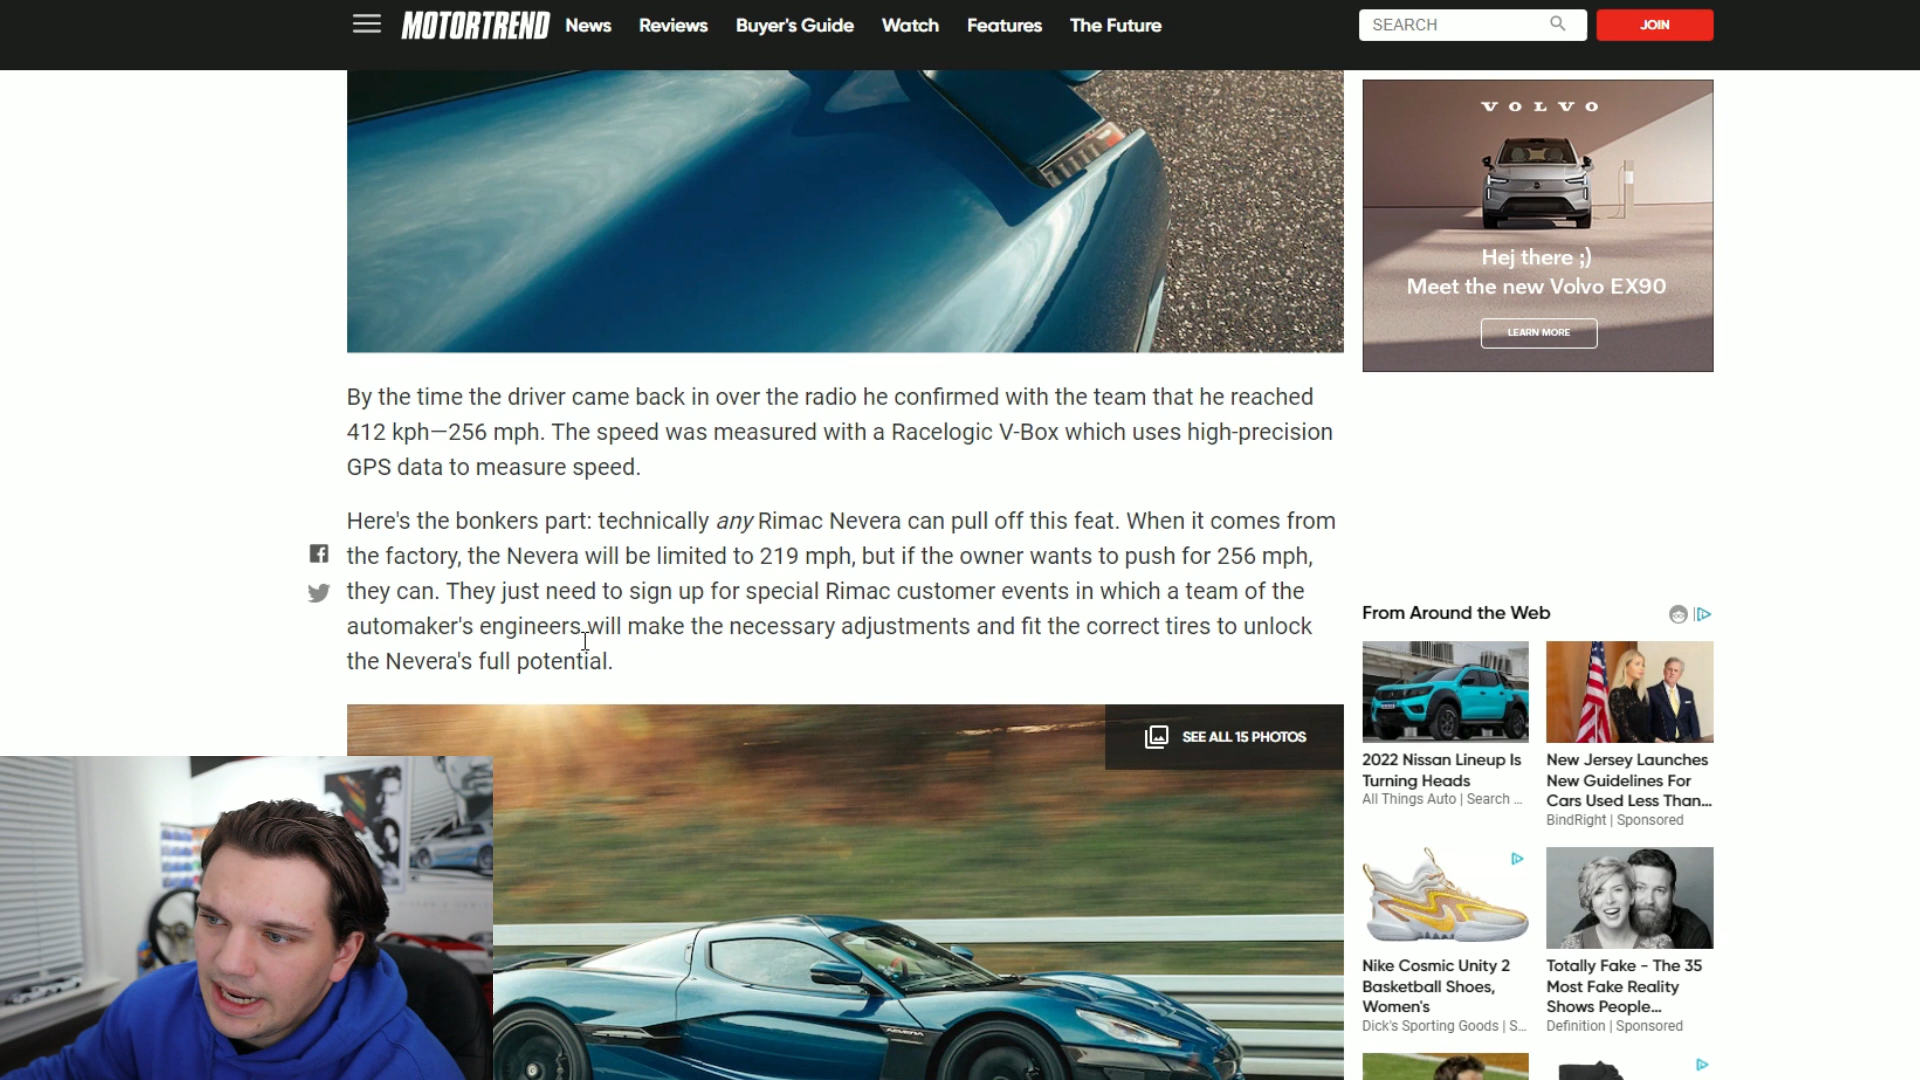 MOTORTREND News Reviews Buyer's Guide Watch Features The Future SEARCH JOIN
By the time the driver came back in over the radio he confirmed with the team that he reached
412 kph—256 mph. The speed was measured with a Racelogic V-Box which uses high-precision
GPS data to measure speed.
Here's the bonkers part: technically any Rimac Nevera can pull off this feat. When it comes from
the factory, the Nevera will be limited to 219 mph, but if the owner wants to push for 256 mph,
they can. They just need to sign up for special Rimac customer events in which a team of the
automaker's engineers will make the necessary adjustments and fit the correct tires to unlock
the Nevera's full potential.
SEE ALL 15 PHOTOS
NEVERA
VOLVO
Hej there ;)
Meet the new Volvo EX90
LEARN MORE
From Around the Web
2022 Nissan Lineup Is
Turning Heads
All Things Auto | Search ...
New Jersey Launches
New Guidelines For
Cars Used Less Than...
BindRight | Sponsored
Nike Cosmic Unity 2
Basketball Shoes,
Women's
Dick's Sporting Goods | S...
Totally Fake - The 35
Most Fake Reality
Shows People...
Definition | Sponsored